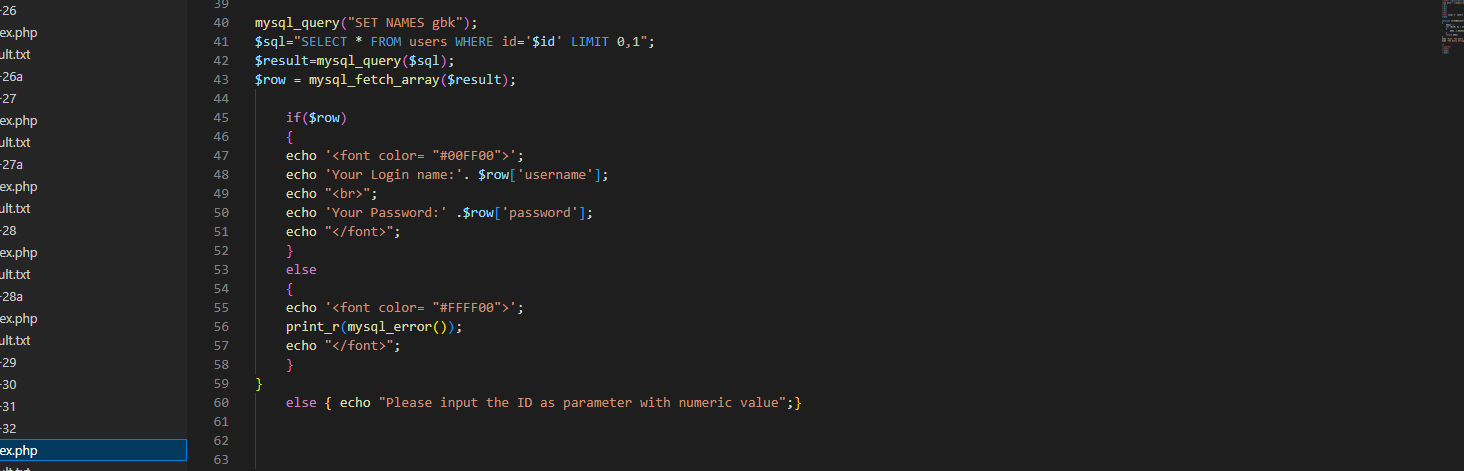 -26
ex.php
ult.txt
-26a
-27
ex.php
ult.txt
-27a
ex.php
ult.txt
-28
ex.php
ult.txt
-28a
ex.php
ult.txt
-29
-30
-31
-32
ex.php
39
40 mysql_query("SET NAMES gbk");
41 $sql="SELECT * FROM users WHERE id='$id' LIMIT 0,1";
42 $result=mysql_query($sql);
43 $row = mysql_fetch_array($result);
44
45 if($row)
46 {
47 echo '<font color= "#00FF00">';
48 echo 'Your Login name:'. $row['username'];
49 echo "<br>";
50 echo 'Your Password:' .$row['password'];
51 echo "</font>";
52 }
53 else
54 {
55 echo '<font color= "#FFFF00">';
56 print_r(mysql_error());
57 echo "</font>";
58 }
59 }
60 else { echo "Please input the ID as parameter with numeric value";}
61
62
63